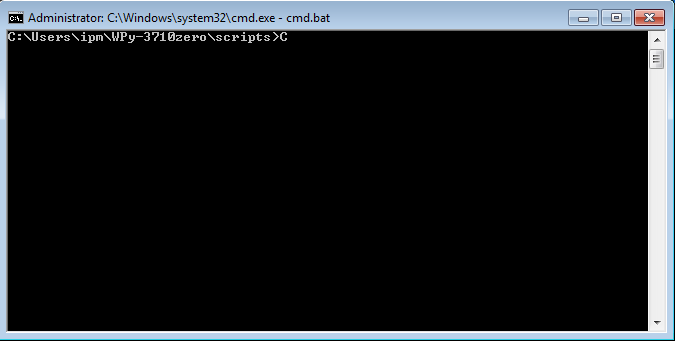 Administrator: C:\Windows\system32\cmd.exe - cmd.bat
C:\Users\ipm\WPy-3710zero\scripts>C